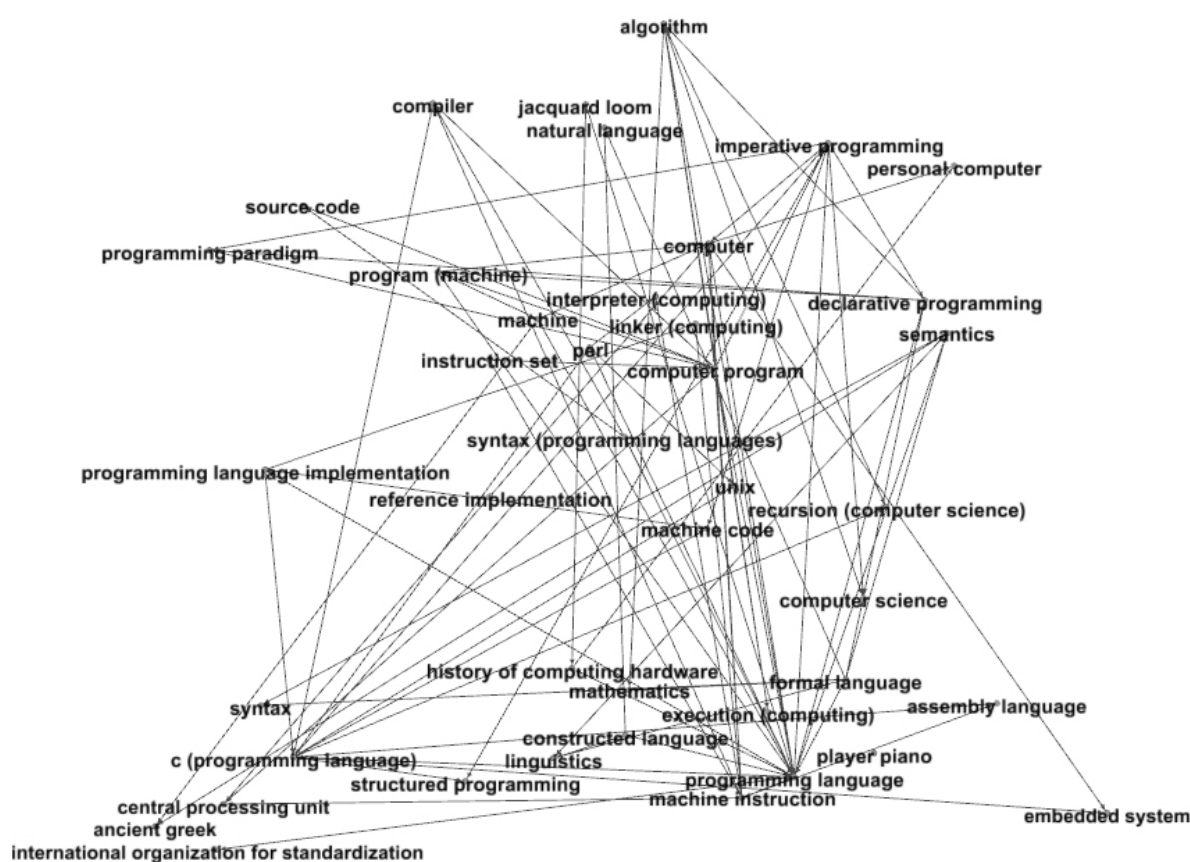 algorithm
compiler
jacquard loom
natural language
imperative programming
personal computer
source code
programming paradigm
computer
program (machine)
interpreter (computing)
declarative programming
machine
linker (computing)
semantics
perl
instruction set
computer program
syntax (programming languages)
programming language implementation
unix
reference implementation
recursion (computer science)
machine code
computer science
history of computing hardware
formal language
mathematics
syntax
assembly language
execution (computing)
constructed language
player piano
c (programming language)
linguistics
programming language
structured programming
machine instruction
central processing unit
embedded system
ancient greek
international organization for standardization